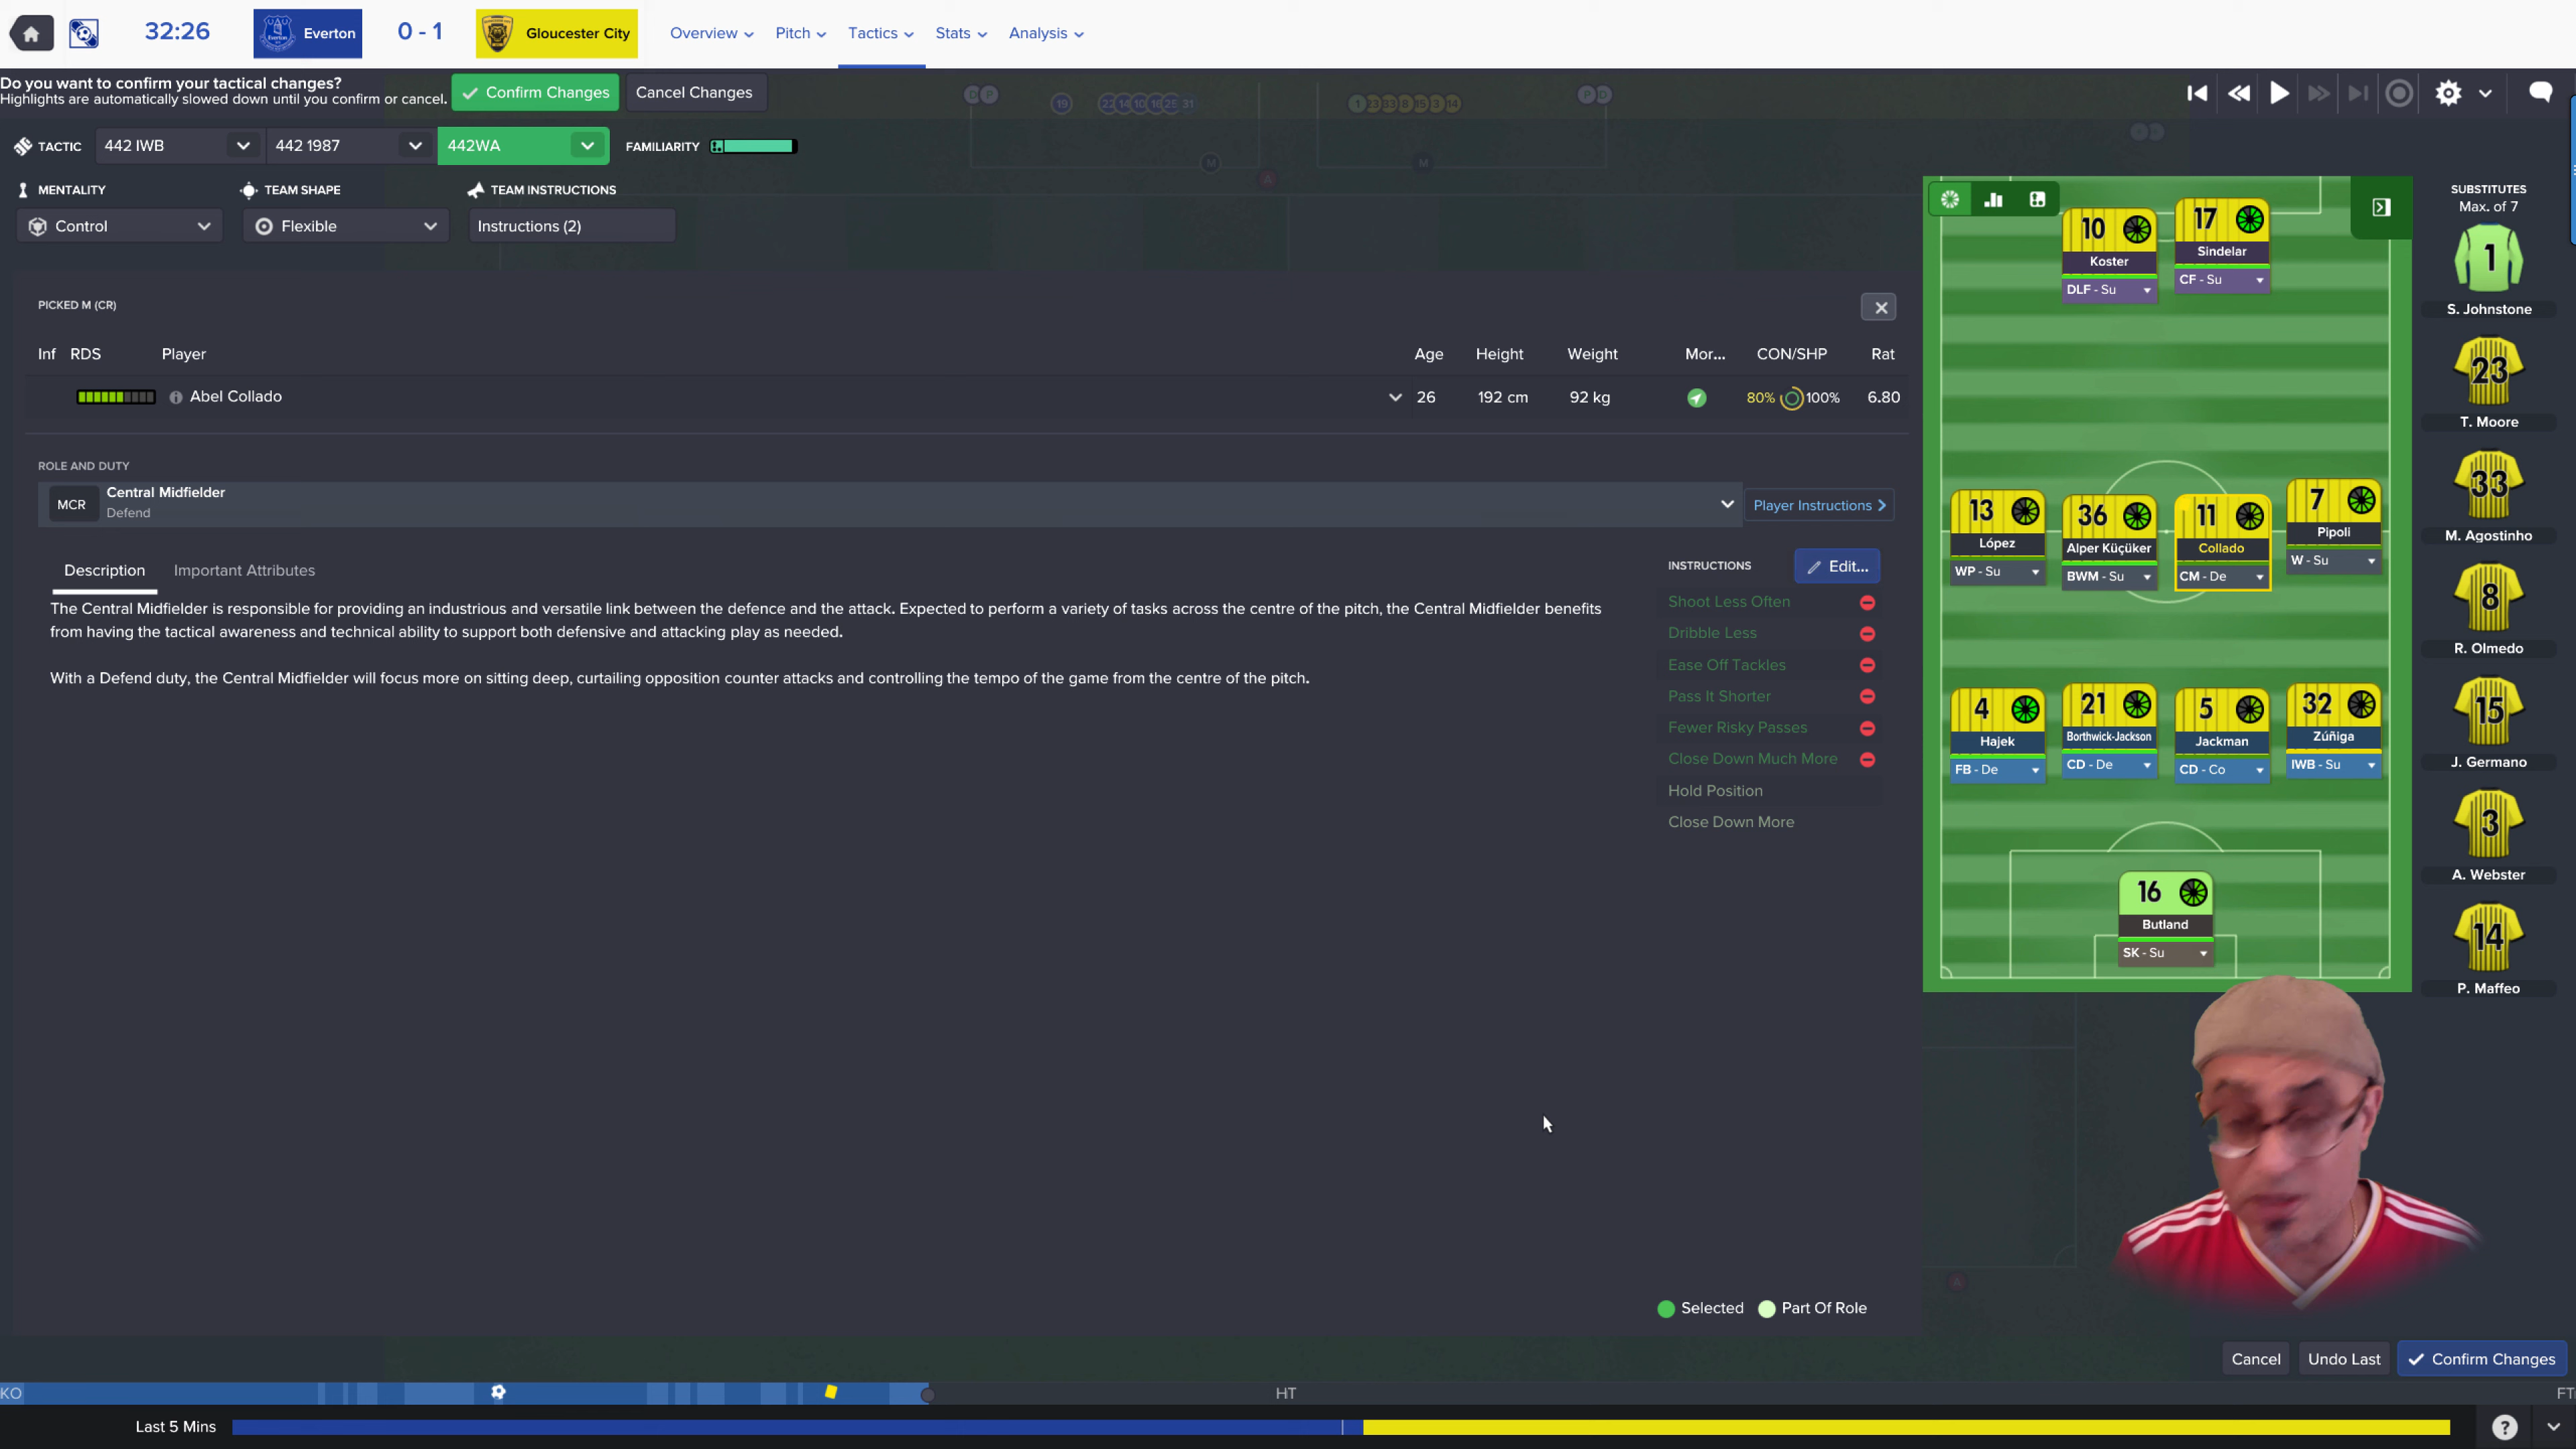 32:26
Everton
0 - 1
Gloucester City
Overview
Pitch
Tactics
Stats
Analysis
Do you want to confirm your tactical changes?
Highlights are automatically slowed down until you confirm or cancel.
Confirm Changes
Cancel Changes
TACTIC
442 IWB
442 1987
442WA
FAMILIARITY
MENTALITY
TEAM SHAPE
TEAM INSTRUCTIONS
Control
Flexible
Instructions (2)
PICKED M (CR)
Inf RDS Player Age Height Weight Mor... CON/SHP Rat
Abel Collado 26 192 cm 92 kg 80% 100% 6.80
ROLE AND DUTY
MCR
Central Midfielder
Defend
Player Instructions
Description
Important Attributes
The Central Midfielder is responsible for providing an industrious and versatile link between the defence and the attack. Expected to perform a variety of tasks across the centre of the pitch, the Central Midfielder benefits
from having the tactical awareness and technical ability to support both defensive and attacking play as needed.
With a Defend duty, the Central Midfielder will focus more on sitting deep, curtailing opposition counter attacks and controlling the tempo of the game from the centre of the pitch.
INSTRUCTIONS
Edit...
Shoot Less Often
Dribble Less
Ease Off Tackles
Pass It Shorter
Fewer Risky Passes
Close Down Much More
Hold Position
Close Down More
Selected
Part Of Role
10
Koster
DLF - Su
17
Sindelar
CF - Su
13
López
WP - Su
36
Alper Küçüker
BWM - Su
11
Collado
CM - De
7
Pipoli
W - Su
4
Hajek
FB - De
21
Borthwick-Jackson
CD - De
5
Jackman
CD - Co
32
Zúñiga
IWB - Su
16
Butland
SK - Su
SUBSTITUTES
Max. of 7
1
S. Johnstone
23
T. Moore
33
M. Agostinho
8
R. Olmedo
15
J. Germano
3
A. Webster
14
P. Maffeo
Cancel
Undo Last
Confirm Changes
KO
HT
FT
Last 5 Mins
?